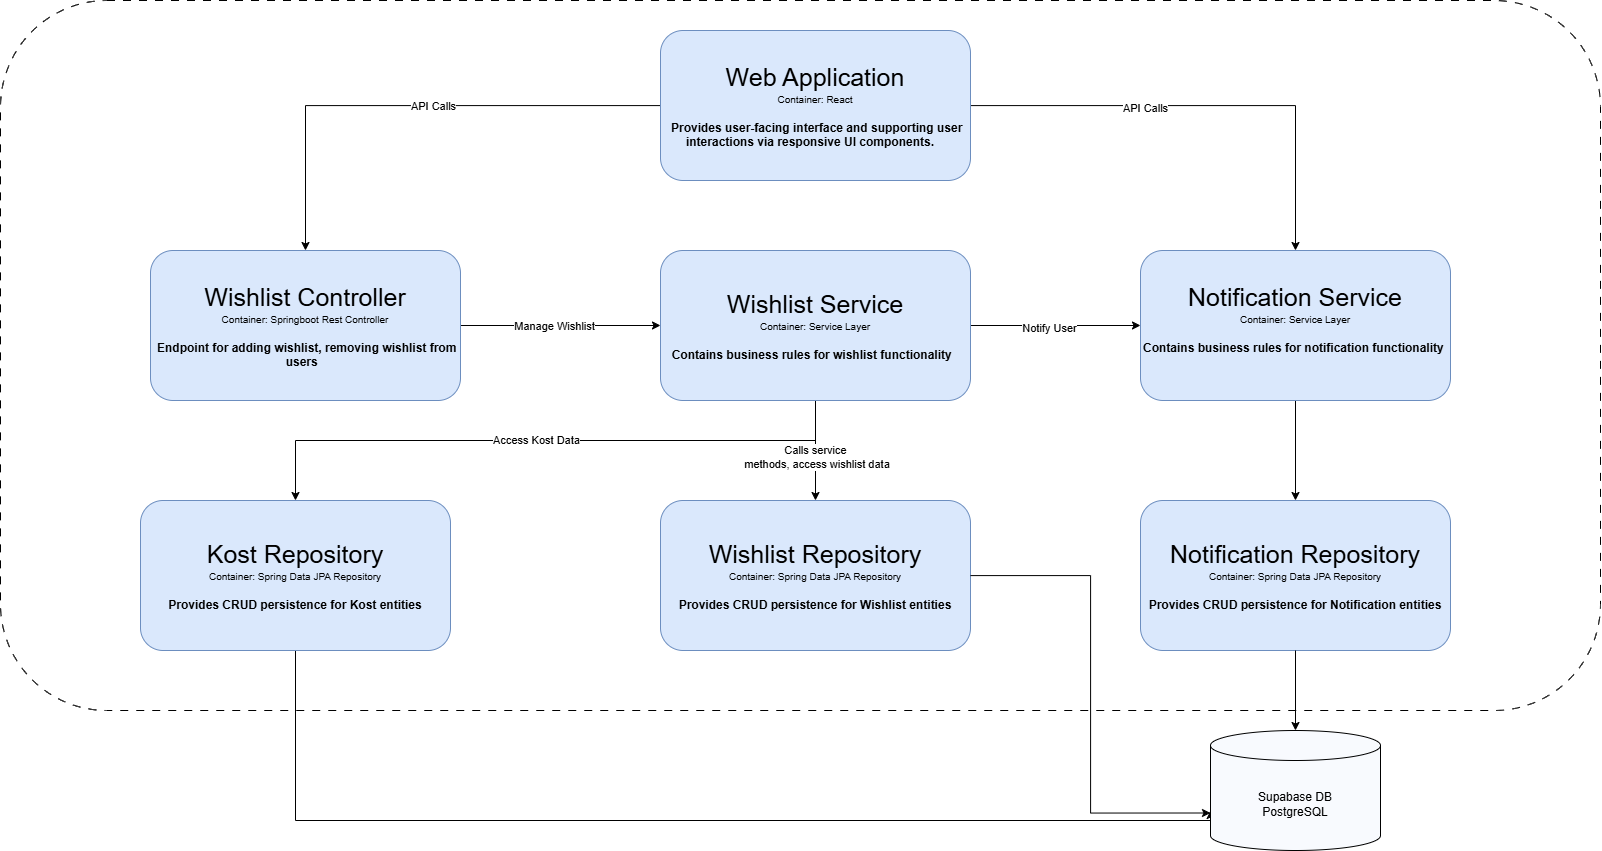 Web Application
Container: React
Provides user-facing interface and supporting user
interactions via responsive UI components.
API Calls
API Calls
Wishlist Controller
Container: Springboot Rest Controller
Endpoint for adding wishlist, removing wishlist from
users
Manage Wishlist
Wishlist Service
Container: Service Layer
Contains business rules for wishlist functionality
Notify User
Notification Service
Container: Service Layer
Contains business rules for notification functionality
Access Kost Data
Calls service
methods, access wishlist data
Kost Repository
Container: Spring Data JPA Repository
Provides CRUD persistence for Kost entities
Wishlist Repository
Container: Spring Data JPA Repository
Provides CRUD persistence for Wishlist entities
Notification Repository
Container: Spring Data JPA Repository
Provides CRUD persistence for Notification entities
Supabase DB
PostgreSQL